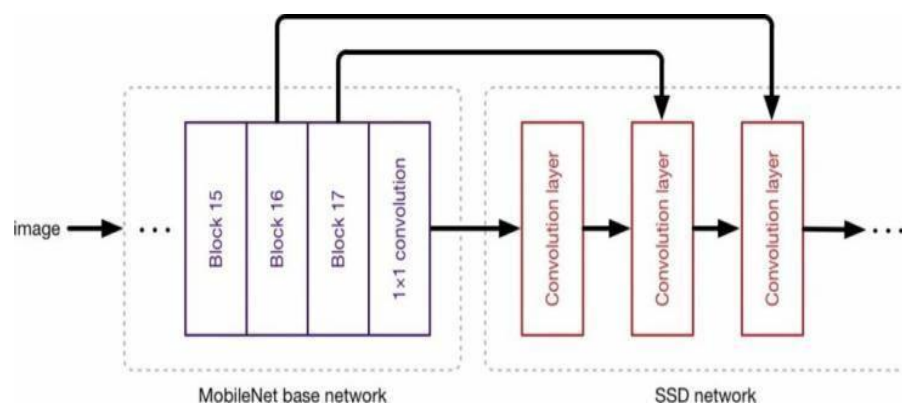 image
...
Block 15
Block 16
Block 17
1×1 convolution
Convolution layer
Convolution layer
Convolution layer
...
MobileNet base network
SSD network